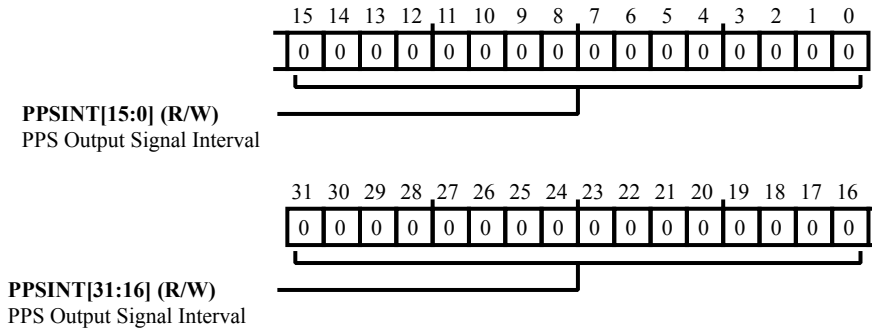 15 14 13 12 11 10 9 8 7 6 5 4 3 2 1 0
0 0 0 0 0 0 0 0 0 0 0 0 0 0 0 0
PPSINT[15:0] (R/W)
PPS Output Signal Interval
31 30 29 28 27 26 25 24 23 22 21 20 19 18 17 16
0 0 0 0 0 0 0 0 0 0 0 0 0 0 0 0
PPSINT[31:16] (R/W)
PPS Output Signal Interval